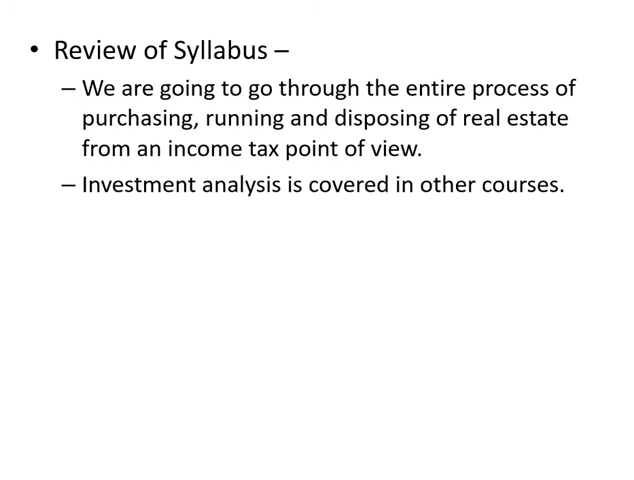 • Review of Syllabus –
– We are going to go through the entire process of
purchasing, running and disposing of real estate
from an income tax point of view.
– Investment analysis is covered in other courses.